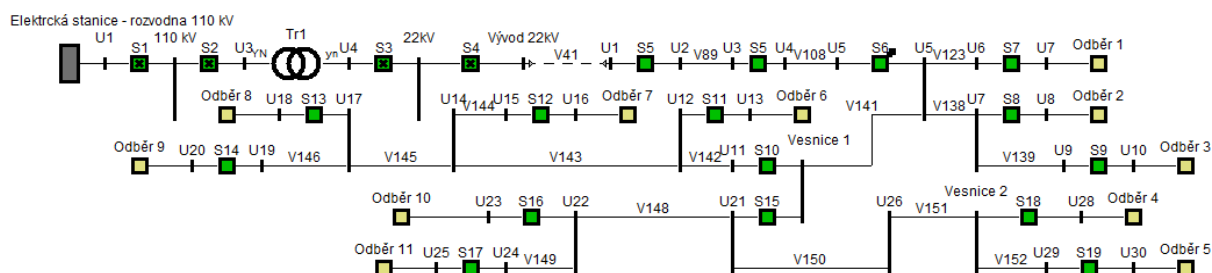 Elektrcká stanice - rozvodna 110 kV
U1 S1 110 kV S2 U3 YN Tr1 yn U4 S3 22kV S4 Vývod 22kV V41 U1 S5 U2 V89 U3 S5 U4 V108 U5 S6 U5 V123 U6 S7 U7 Odběr 1
Odběr 8 U18 S13 U17 U14 V144 U15 S12 U16 Odběr 7 U12 S11 U13 Odběr 6 V141 V138 U7 S8 U8 Odběr 2
Odběr 9 U20 S14 U19 V146 V145 V143 V142 U11 S10 Vesnice 1 V139 U9 S9 U10 Odběr 3
Odběr 10 U23 S16 U22 V148 U21 S15 U26 V151 Vesnice 2 S18 U28 Odběr 4
Odběr 11 U25 S17 U24 V149 V150 V152 U29 S19 U30 Odběr 5